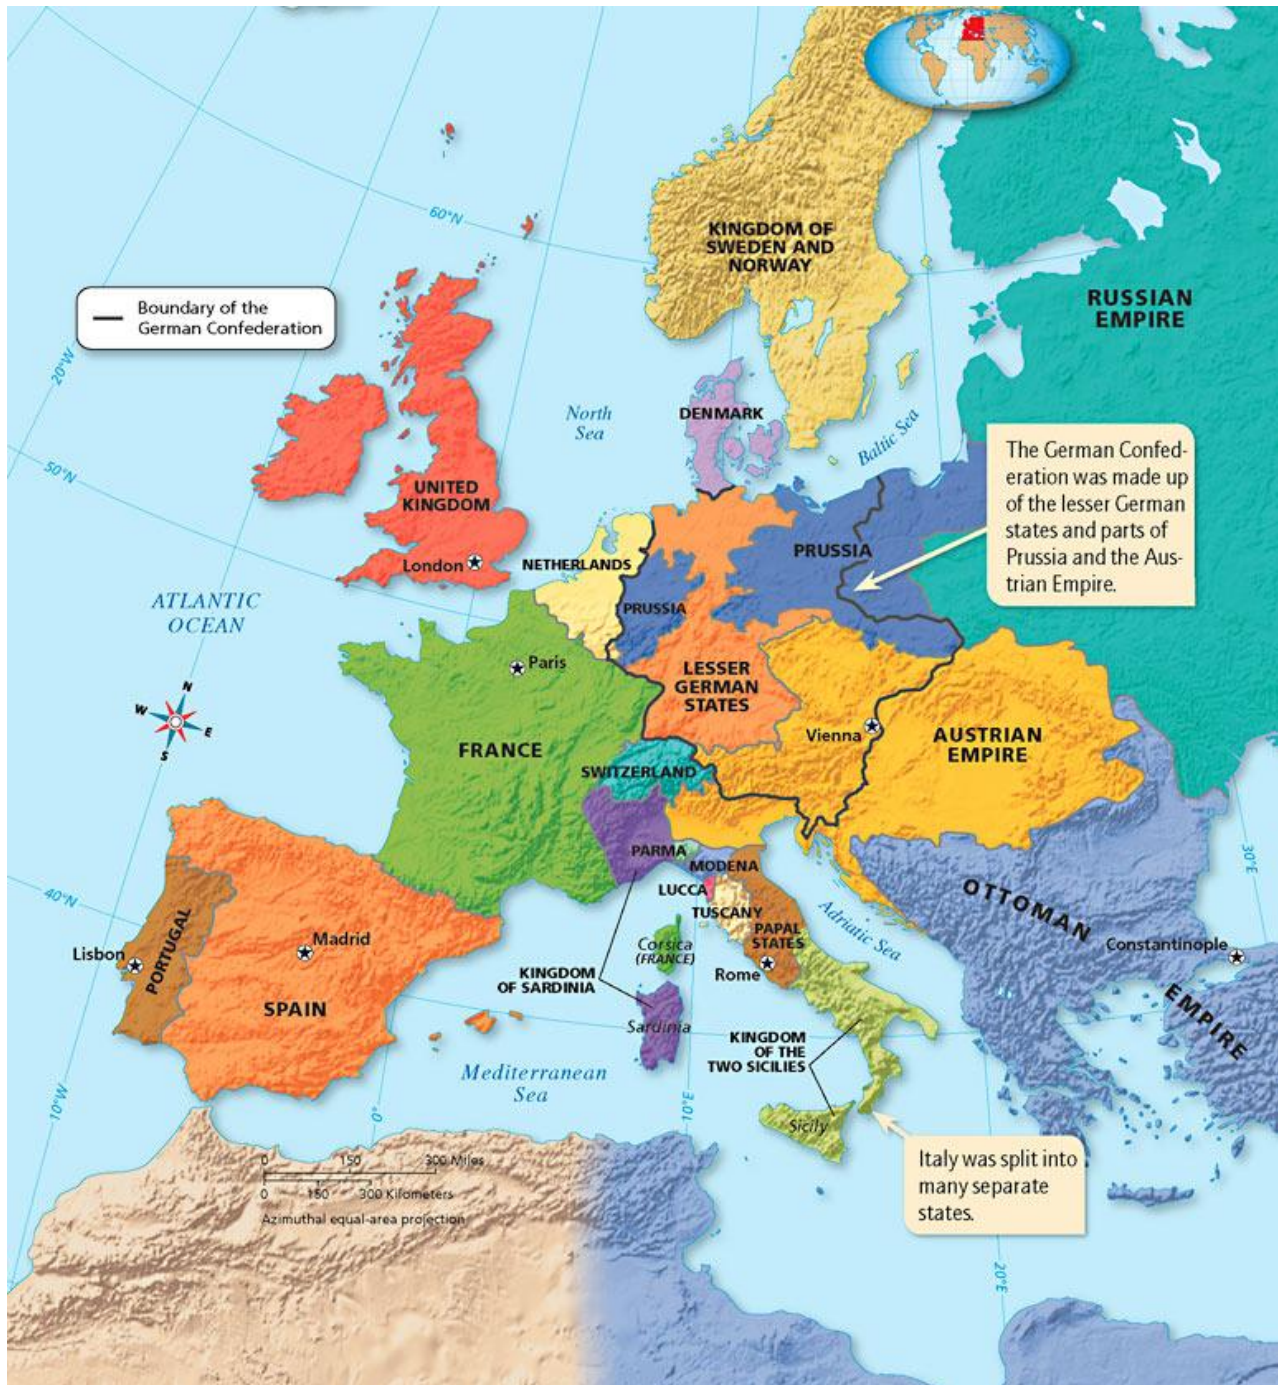 60°N
KINGDOM OF
SWEDEN AND
NORWAY
RUSSIAN
EMPIRE
Boundary of the
German Confederation
20°W
North
Sea
DENMARK
Baltic Sea
50°N
The German Confed-
eration was made up
of the lesser German
states and parts of
Prussia and the Aus-
trian Empire.
UNITED
KINGDOM
London
NETHERLANDS
PRUSSIA
PRUSSIA
ATLANTIC
OCEAN
Paris
LESSER
GERMAN
STATES
N
W
E
S
Vienna
AUSTRIAN
EMPIRE
FRANCE
SWITZERLAND
PARMA
MODENA
LUCCA
TUSCANY
PAPAL
STATES
Adriatic Sea
OTTOMAN
EMPIRE
30°E
40°N
Constantinople
Lisbon
PORTUGAL
Madrid
SPAIN
Corsica
(FRANCE)
Rome
KINGDOM
OF SARDINIA
Sardinia
KINGDOM
OF THE
TWO SICILIES
Mediterranean
Sea
10°W
0°
10°E
Sicily
Italy was split into
many separate
states.
0 150 300 Miles
0 150 300 Kilometers
Azimuthal equal-area projection
20°E